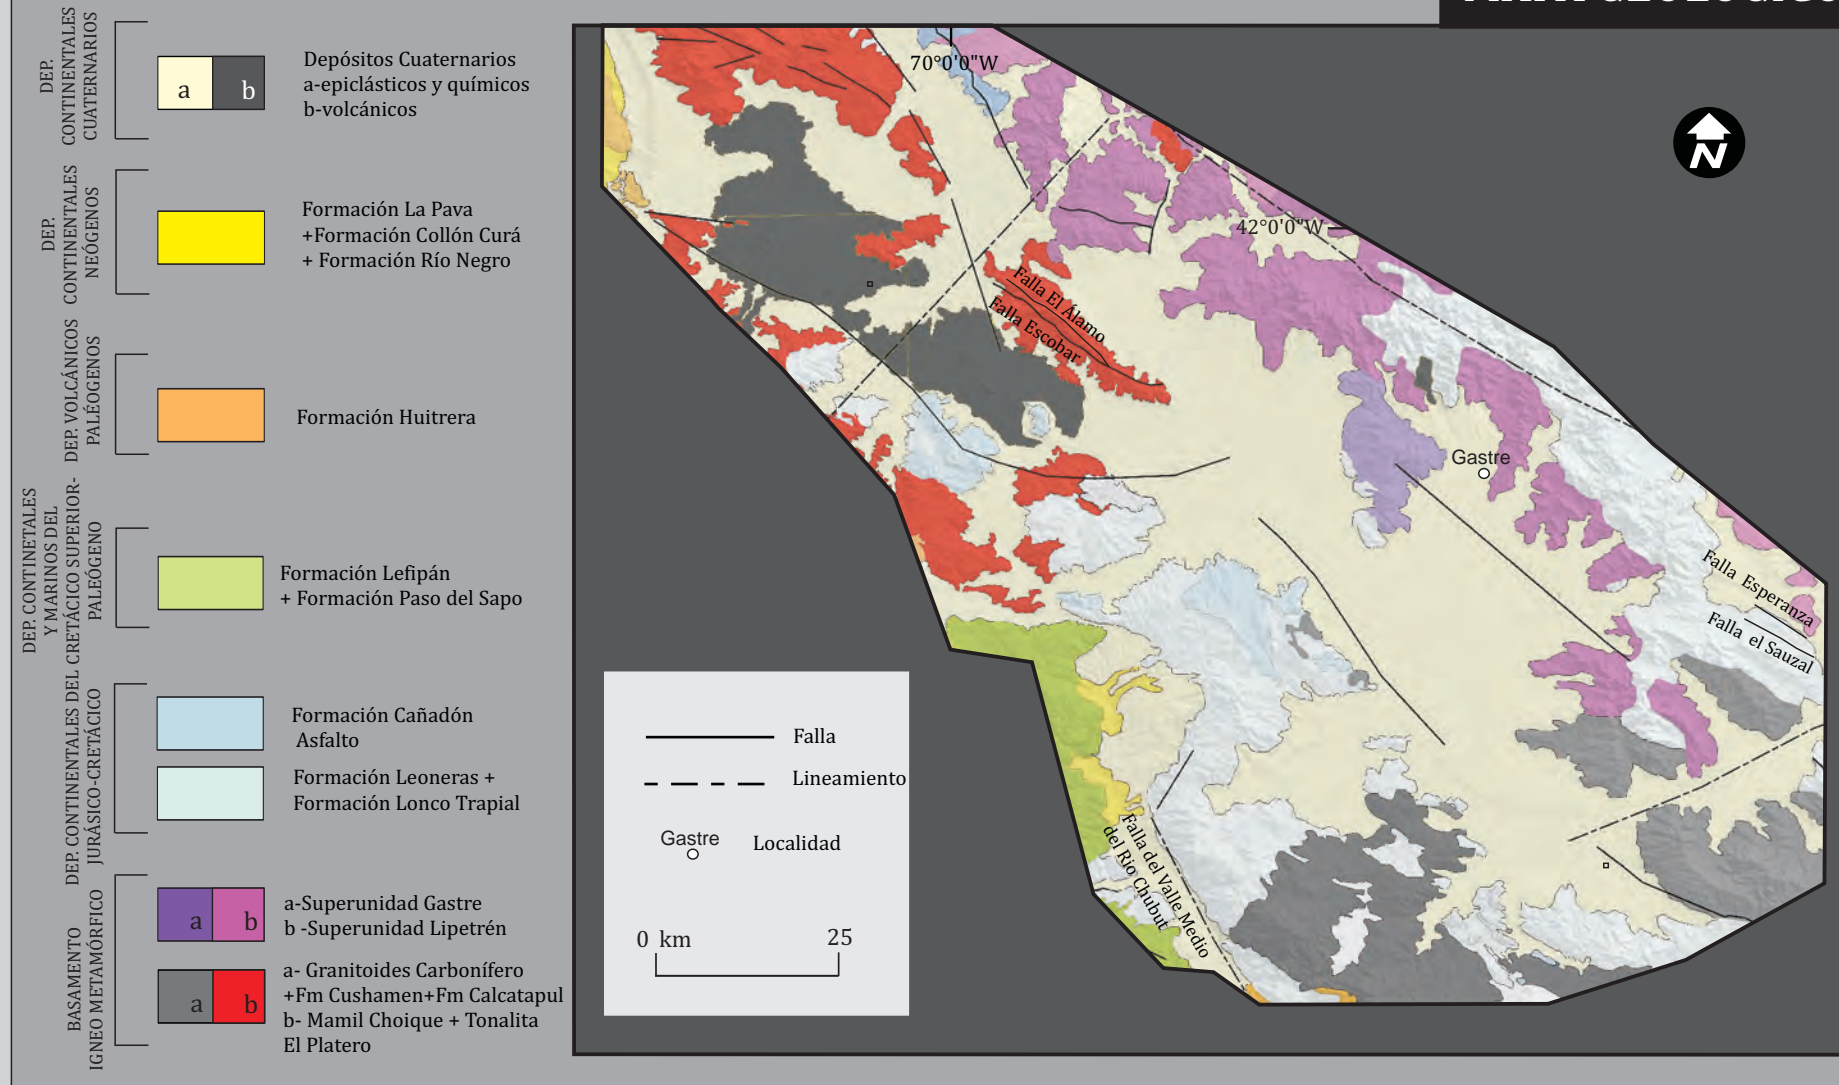 DEP.
CONTINENTALES
CUATERNARIOS
a
b
Depósitos Cuaternarios
a-epiclásticos y químicos
b-volcánicos
DEP.
CONTINENTALES
NEÓGENOS
Formación La Pava
+Formación Collón Curá
+ Formación Río Negro
DEP. VOLCÁNICOS
PALÉOGENOS
Formación Huitrera
DEP. CONTINETALES
Y MARINOS DEL
CRETÁCICO SUPERIOR-
PALEÓGENO
Formación Lefipán
+ Formación Paso del Sapo
DEP. CONTINENTALES DEL
JURÁSICO-CRETÁCICO
Formación Cañadón
Asfalto
Formación Leoneras +
Formación Lonco Trapial
BASAMENTO
IGNEO METAMÓRFICO
a
b
a-Superunidad Gastre
b -Superunidad Lipetrén
a
b
a- Granitoides Carbonífero
+Fm Cushamen+Fm Calcatapul
b- Mamil Choique + Tonalita
El Platero
70°0'0"W
N
42°0'0"W
Falla El Álamo
Falla Escobar
Gastre
Falla Esperanza
Falla el Sauzal
Falla del Valle Medio
del Rio Chubut
Falla
Lineamiento
Gastre
Localidad
0 km
25